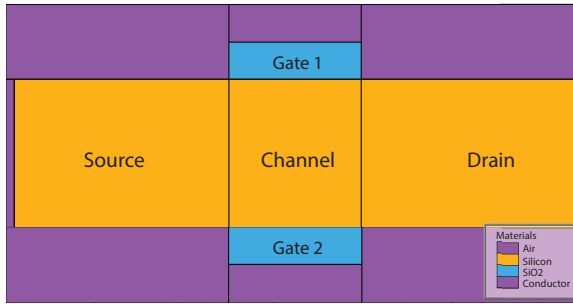 Gate 1
Source Channel Drain
Gate 2
Materials
Air
Silicon
SiO2
Conductor